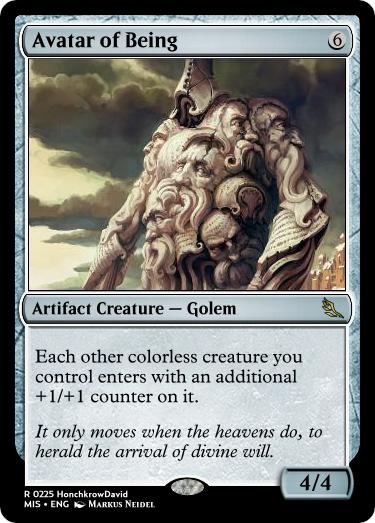 Avatar of Being
6
Artifact Creature — Golem
Each other colorless creature you
control enters with an additional
+1/+1 counter on it.
It only moves when the heavens do, to
herald the arrival of divine will.
4/4
R 0225 HonchkrowDavid
MIS • ENG Markus Neidel